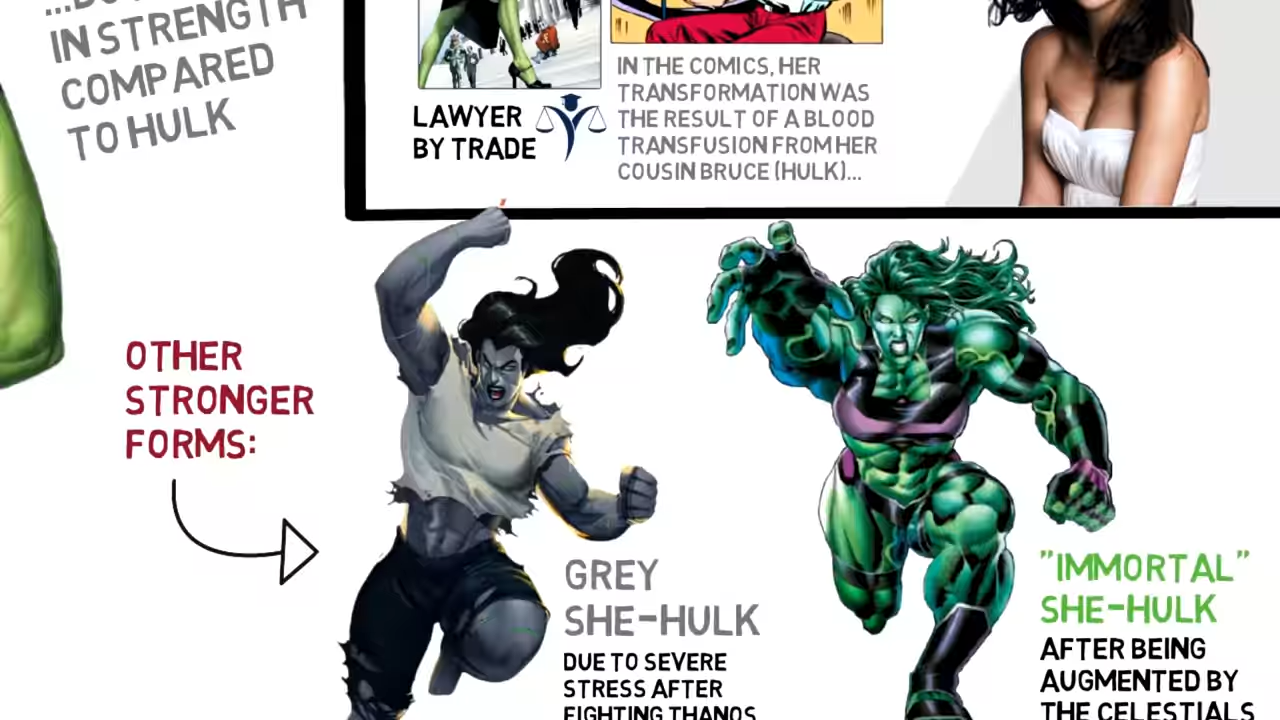 IN STRENGTH
COMPARED
TO HULK
LAWYER
BY TRADE
IN THE COMICS, HER
TRANSFORMATION WAS
THE RESULT OF A BLOOD
TRANSFUSION FROM HER
COUSIN BRUCE (HULK)...
OTHER
STRONGER
FORMS:
GREY
SHE-HULK
DUE TO SEVERE
STRESS AFTER
FIGHTING THANOS
"IMMORTAL"
SHE-HULK
AFTER BEING
AUGMENTED BY
THE CELESTIALS